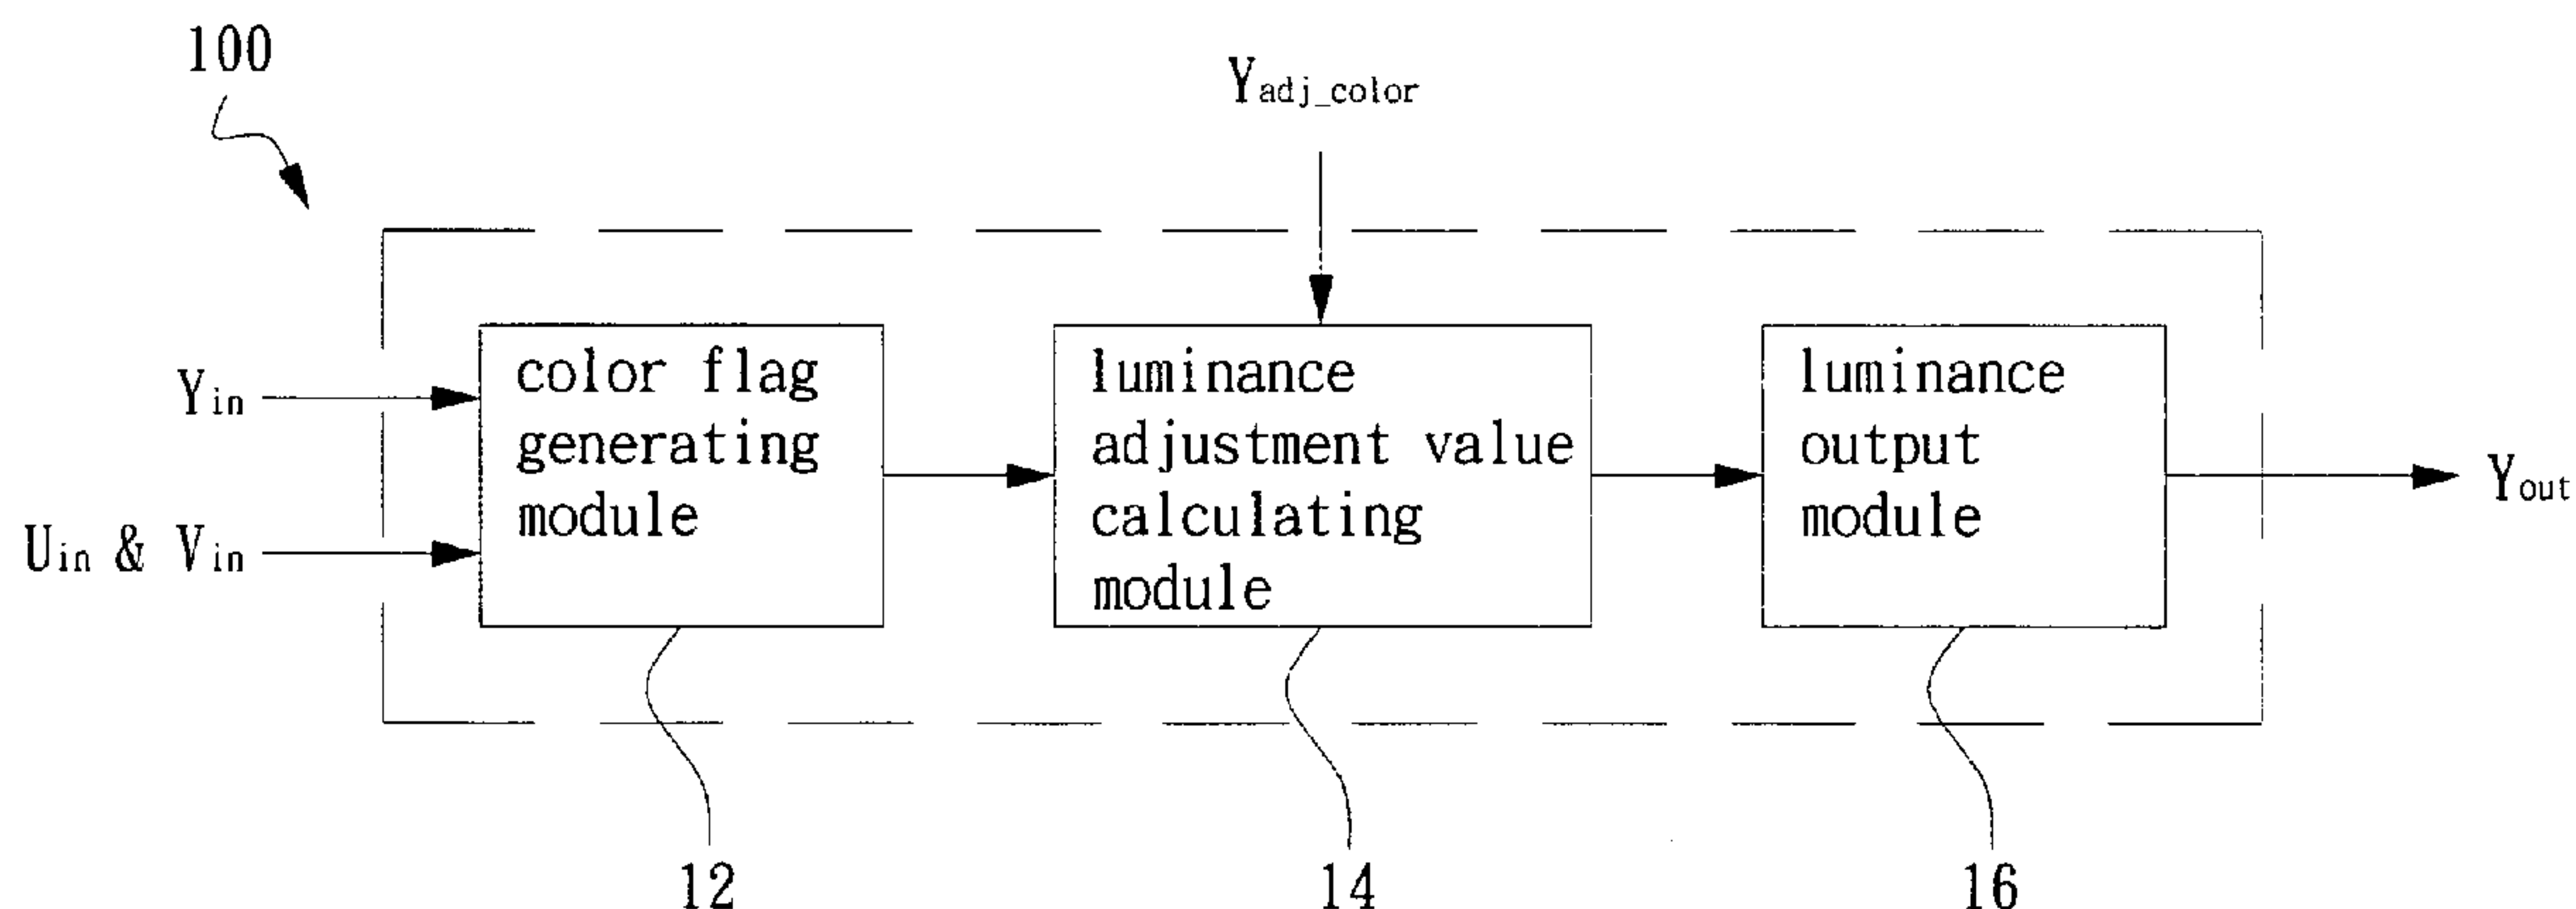 100
Yadj_color
Yin
Uin & Vin
color flag
generating
module
luminance
adjustment value
calculating
module
luminance
output
module
Yout
12
14
16